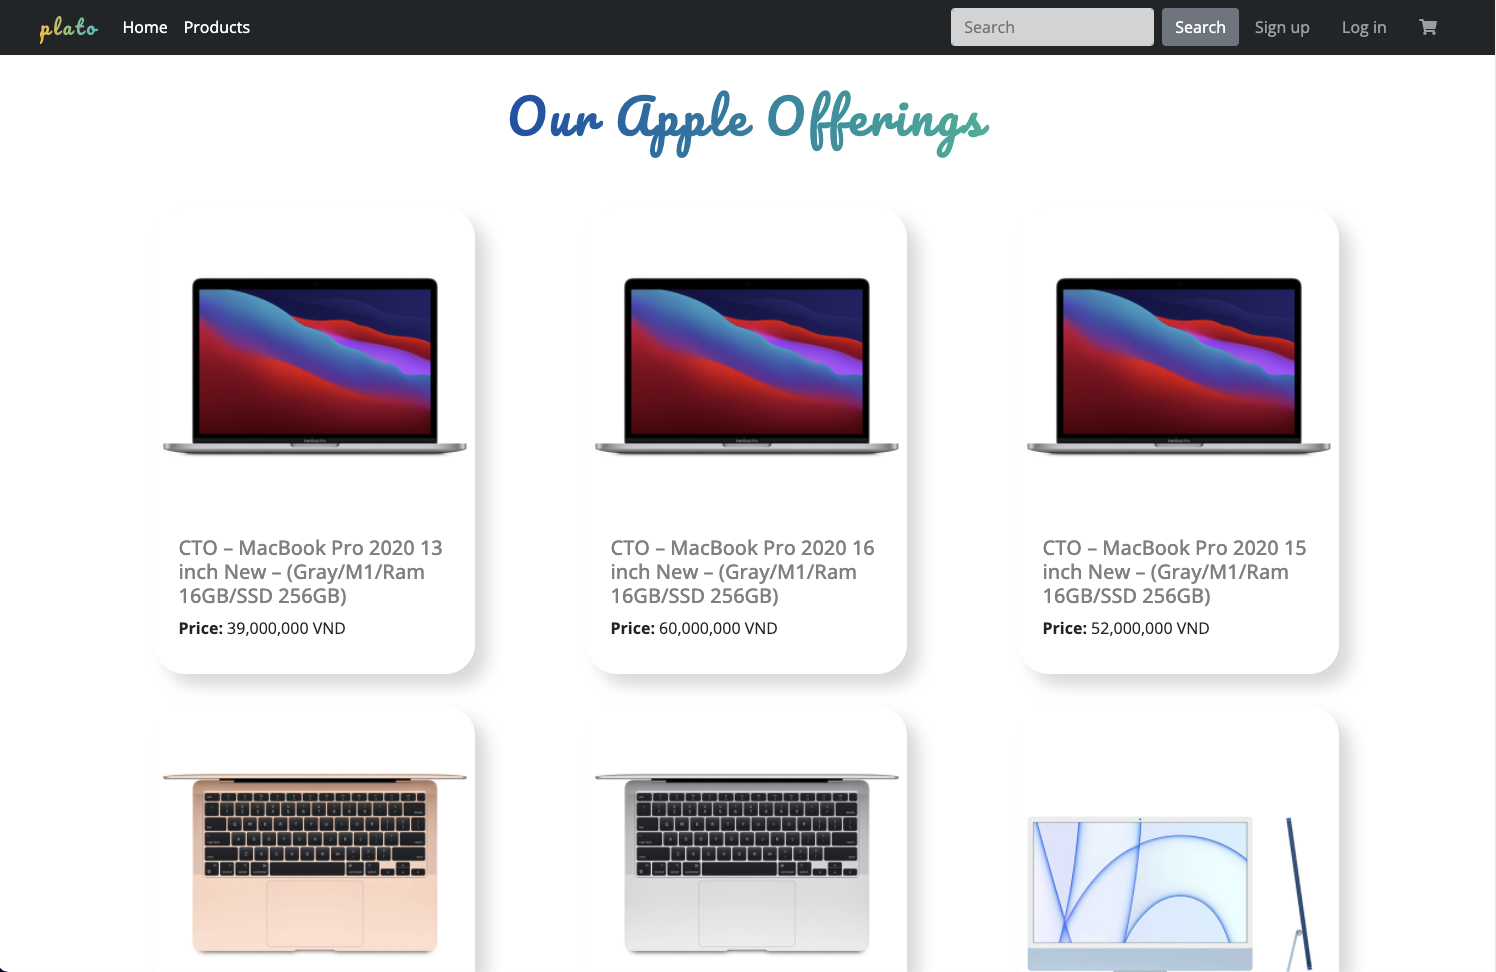 plato Home Products Search Search Sign up Log in
Our Apple Offerings
CTO – MacBook Pro 2020 13
inch New – (Gray/M1/Ram
16GB/SSD 256GB)
Price: 39,000,000 VND
CTO – MacBook Pro 2020 16
inch New – (Gray/M1/Ram
16GB/SSD 256GB)
Price: 60,000,000 VND
CTO – MacBook Pro 2020 15
inch New – (Gray/M1/Ram
16GB/SSD 256GB)
Price: 52,000,000 VND